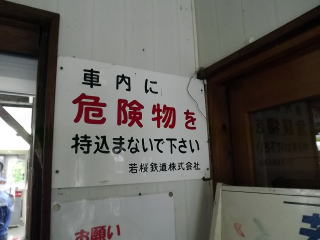 車内に
危険物を
持込まないで下さい
若桜鉄道株式会社
お願い